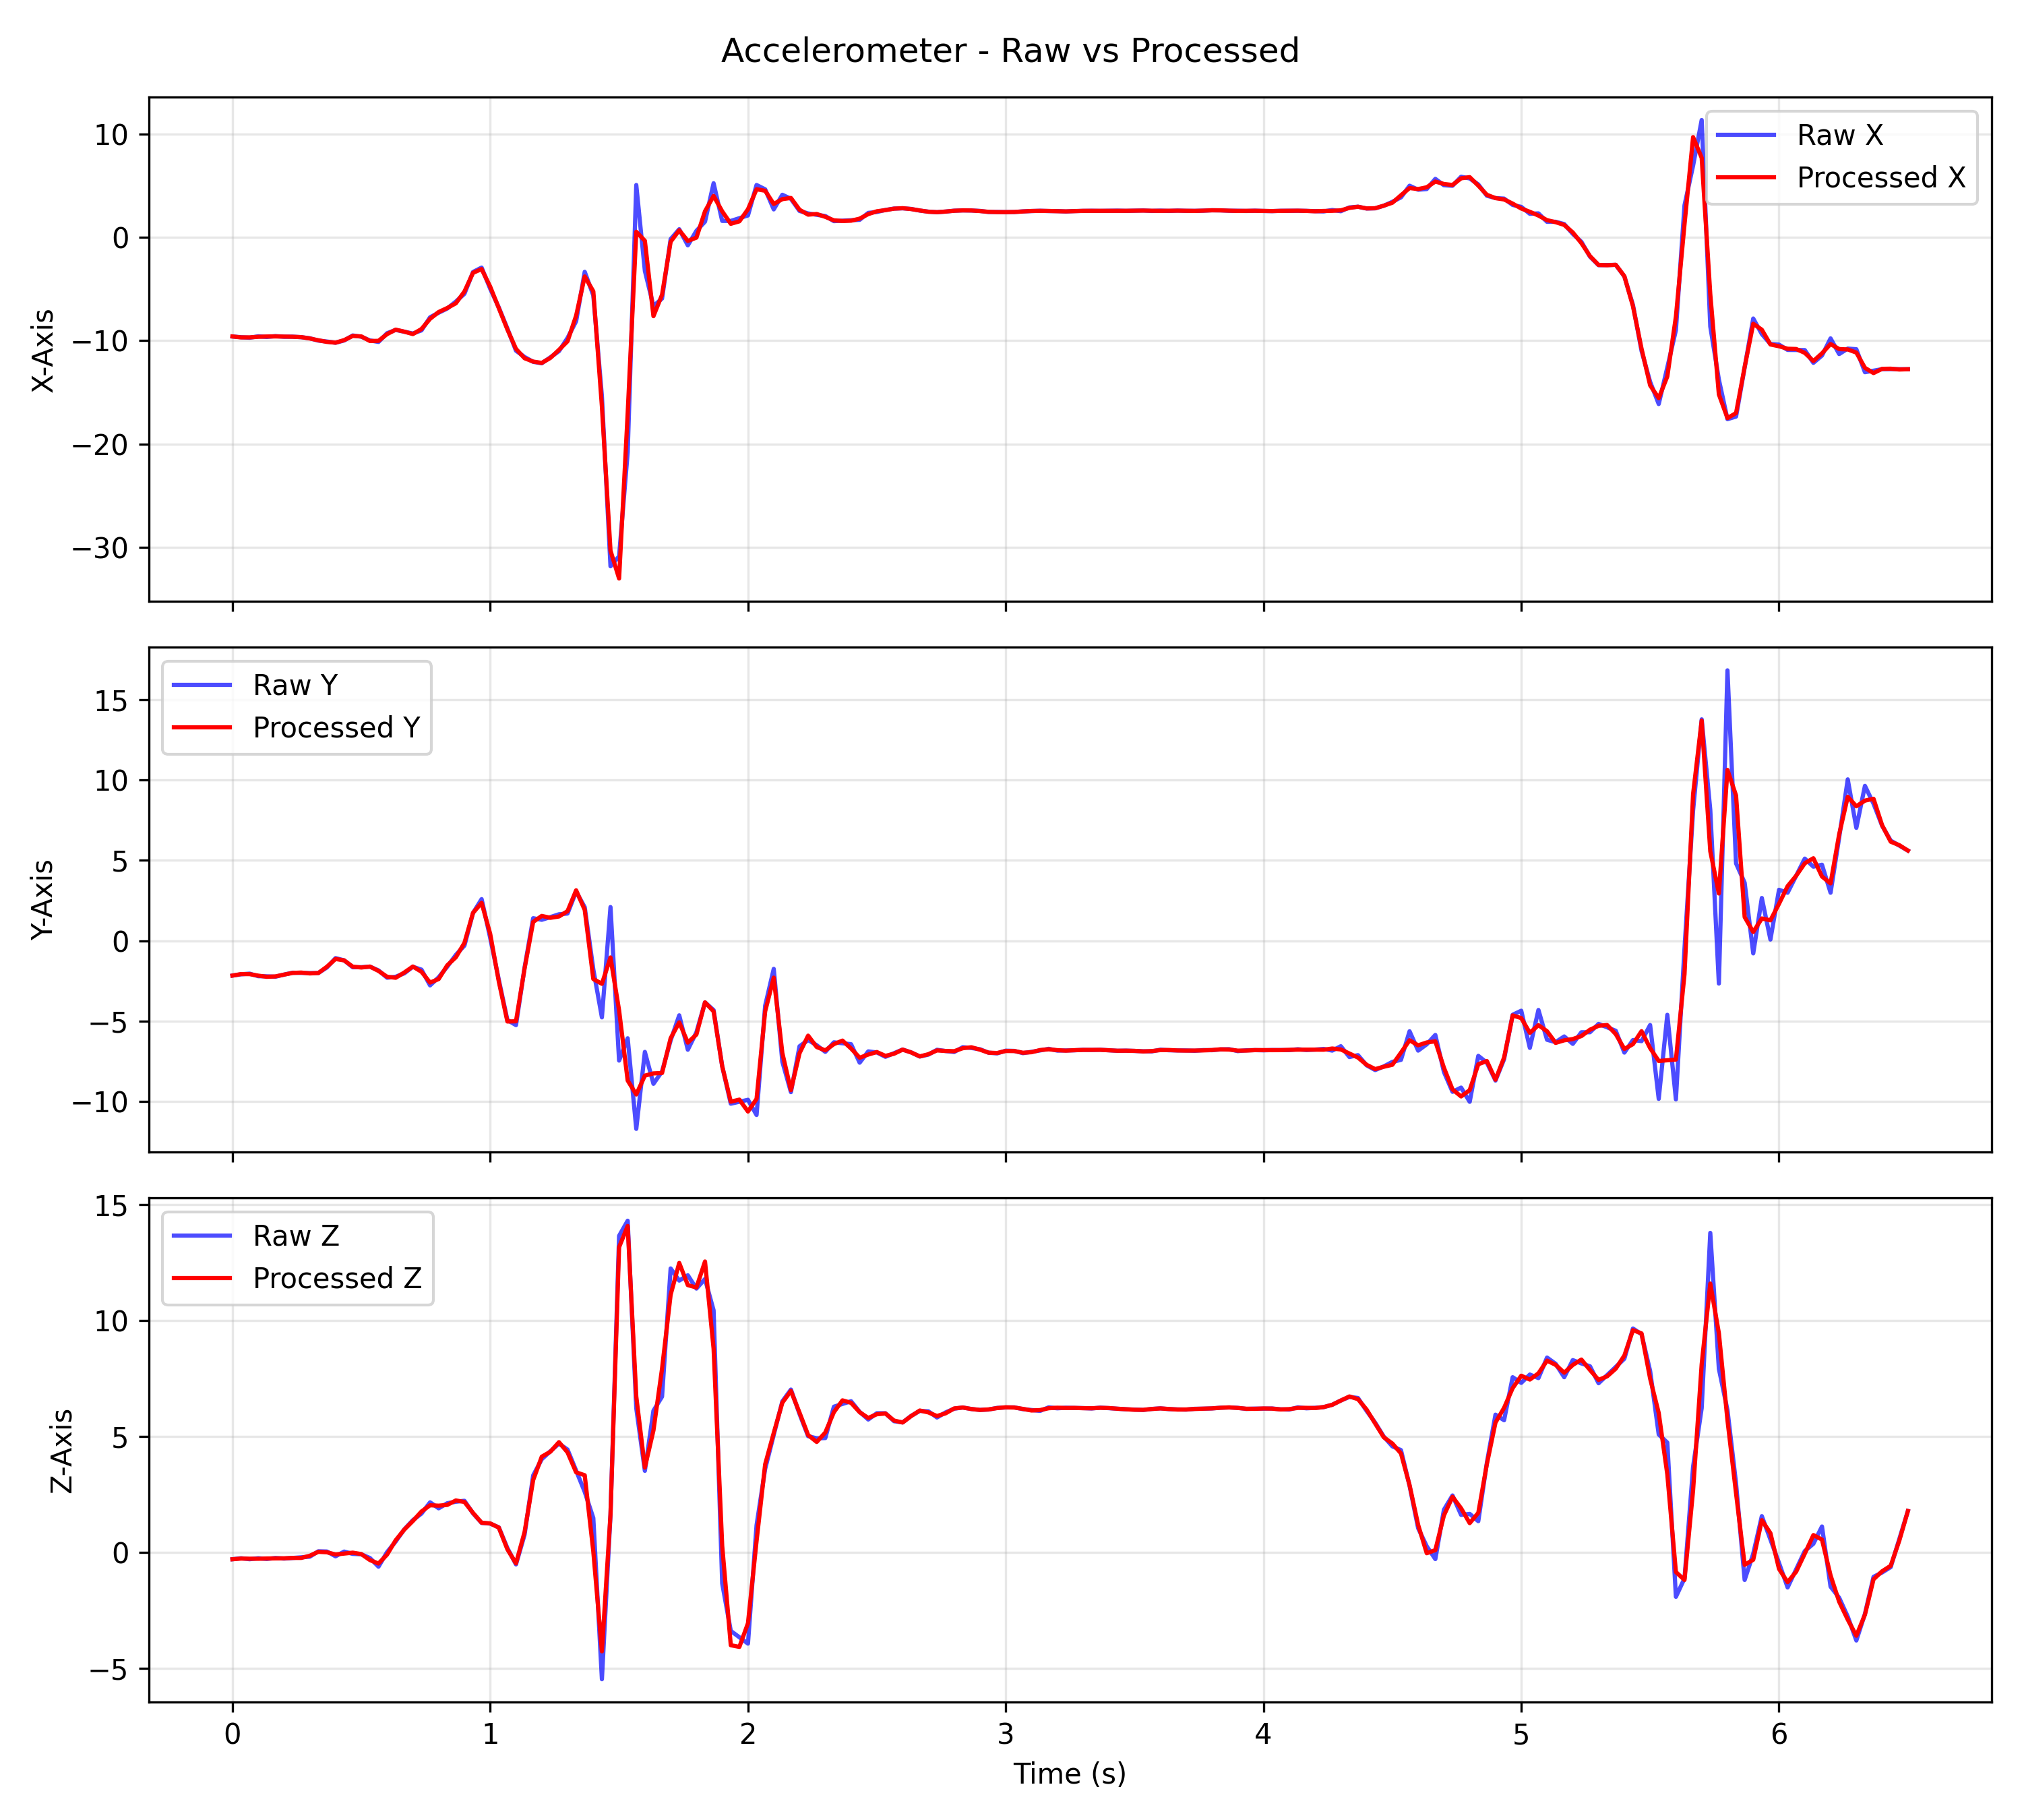 Accelerometer - Raw vs Processed
10
0
−10
−20
−30
X-Axis
Raw X
Processed X
15
10
5
0
−5
−10
Y-Axis
Raw Y
Processed Y
15
10
5
0
−5
Z-Axis
Raw Z
Processed Z
0 1 2 3 4 5 6
Time (s)